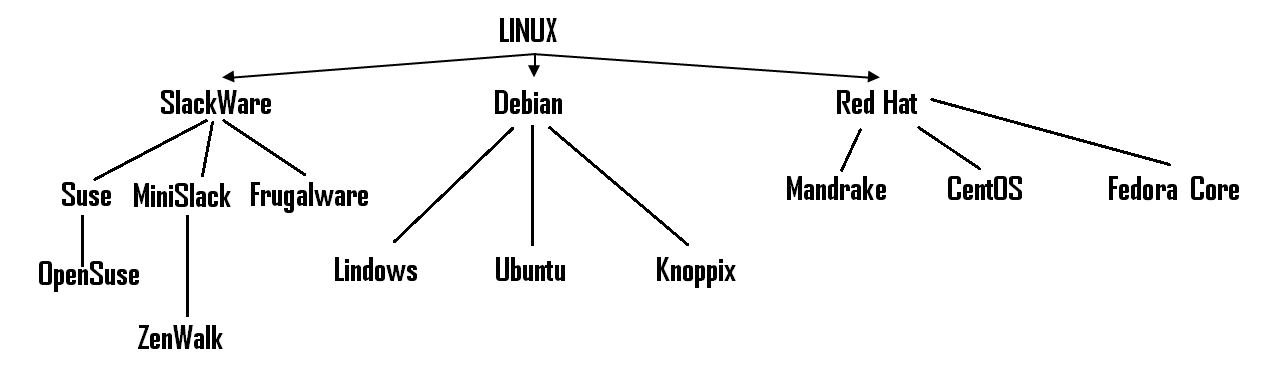 LINUX
SlackWare Debian Red Hat
Suse MiniSlack Frugalware Mandrake CentOS Fedora Core
OpenSuse Lindows Ubuntu Knoppix
ZenWalk